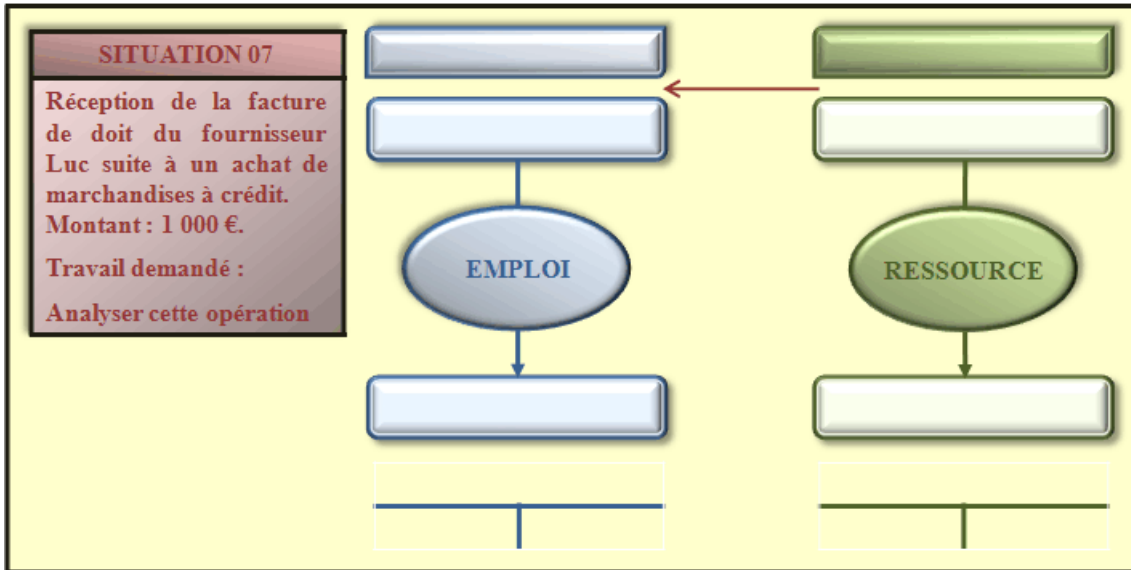 SITUATION 07
Réception de la facture
de doit du fournisseur
Luc suite à un achat de
marchandises à crédit.
Montant : 1 000 €.
Travail demandé :
Analyser cette opération
EMPLOI
RESSOURCE